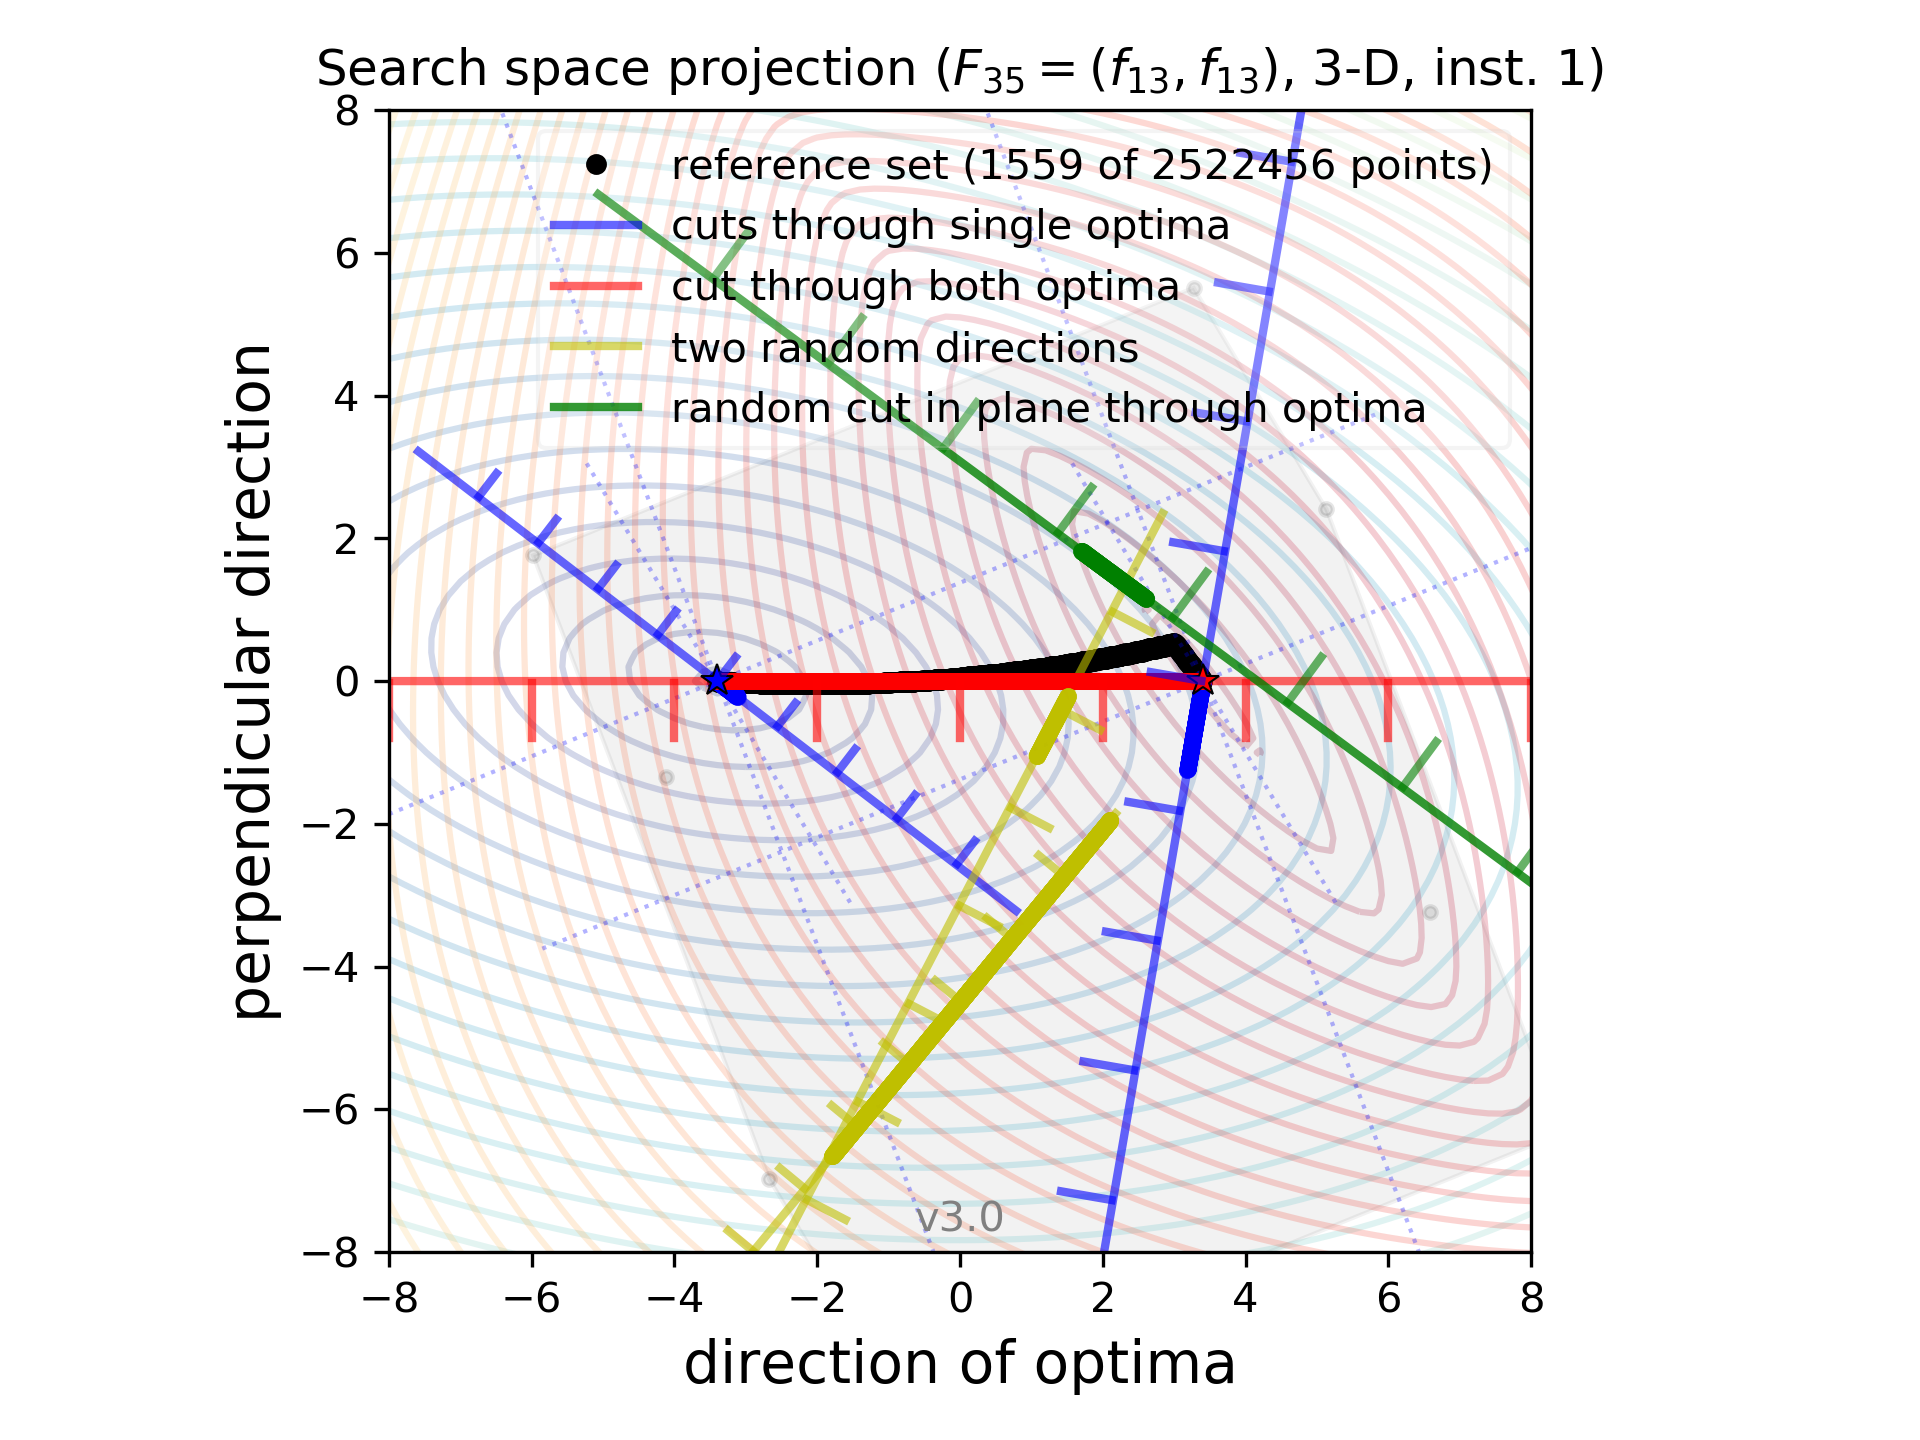 Search space projection (F35 = (f13, f13), 3-D, inst. 1)
reference set (1559 of 2522456 points)
cuts through single optima
cut through both optima
two random directions
random cut in plane through optima
perpendicular direction
8
6
4
2
0
−2
−4
−6
−8
v3.0
−8 −6 −4 −2 0 2 4 6 8
direction of optima